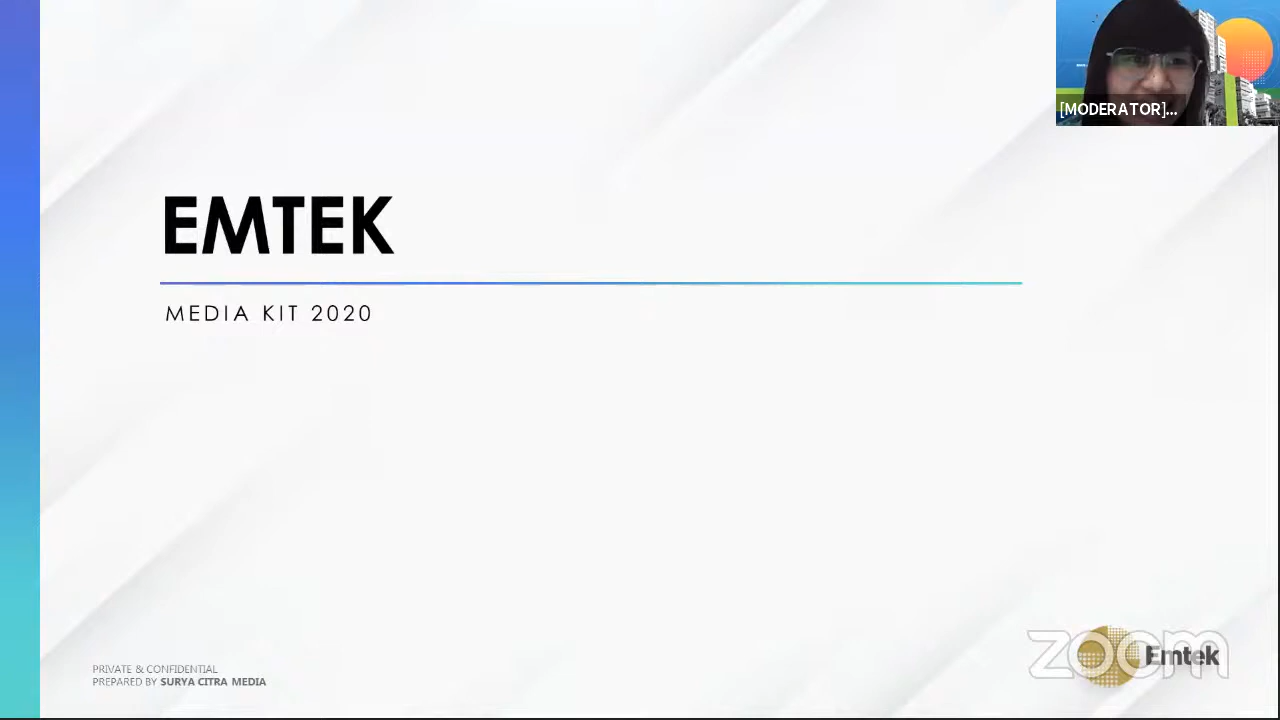 [MODERATOR]...
EMTEK
MEDIA KIT 2020
PRIVATE & CONFIDENTIAL
PREPARED BY SURYA CITRA MEDIA
zoom
Emtek